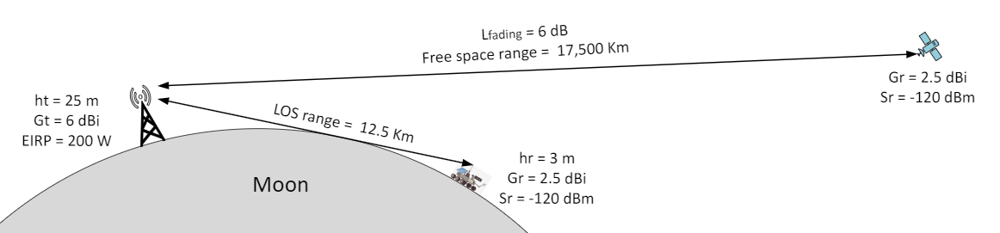 Lfading = 6 dB
Free space range = 17,500 Km
Gr = 2.5 dBi
Sr = -120 dBm
ht = 25 m
Gt = 6 dBi
EIRP = 200 W
LOS range = 12.5 Km
hr = 3 m
Gr = 2.5 dBi
Sr = -120 dBm
Moon